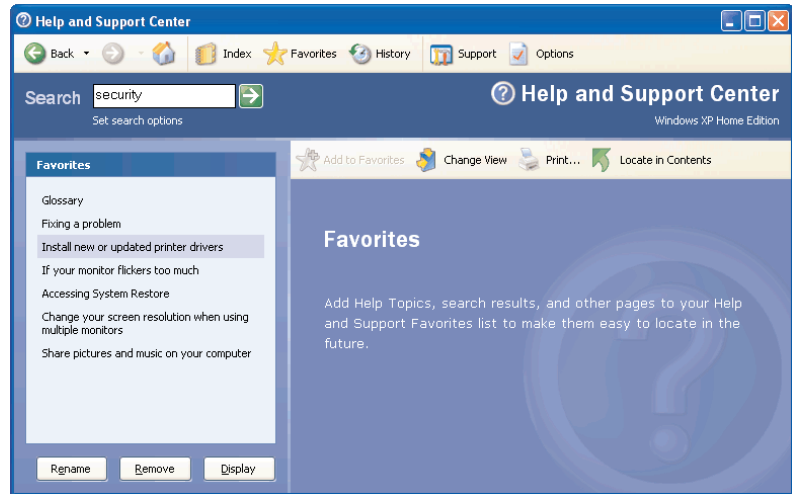 Help and Support Center
Back
Index
Favorites
History
Support
Options
Search
security
Set search options
Help and Support Center
Windows XP Home Edition
Favorites
Glossary
Fixing a problem
Install new or updated printer drivers
If your monitor flickers too much
Accessing System Restore
Change your screen resolution when using
multiple monitors
Share pictures and music on your computer
Rename
Remove
Display
Add to Favorites
Change View
Print...
Locate in Contents
Favorites
Add Help Topics, search results, and other pages to your Help
and Support Favorites list to make them easy to locate in the
future.